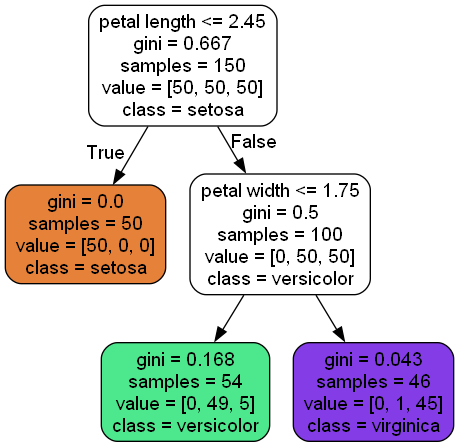 petal length <= 2.45
gini = 0.667
samples = 150
value = [50, 50, 50]
class = setosa
True
False
gini = 0.0
samples = 50
value = [50, 0, 0]
class = setosa
petal width <= 1.75
gini = 0.5
samples = 100
value = [0, 50, 50]
class = versicolor
gini = 0.168
samples = 54
value = [0, 49, 5]
class = versicolor
gini = 0.043
samples = 46
value = [0, 1, 45]
class = virginica